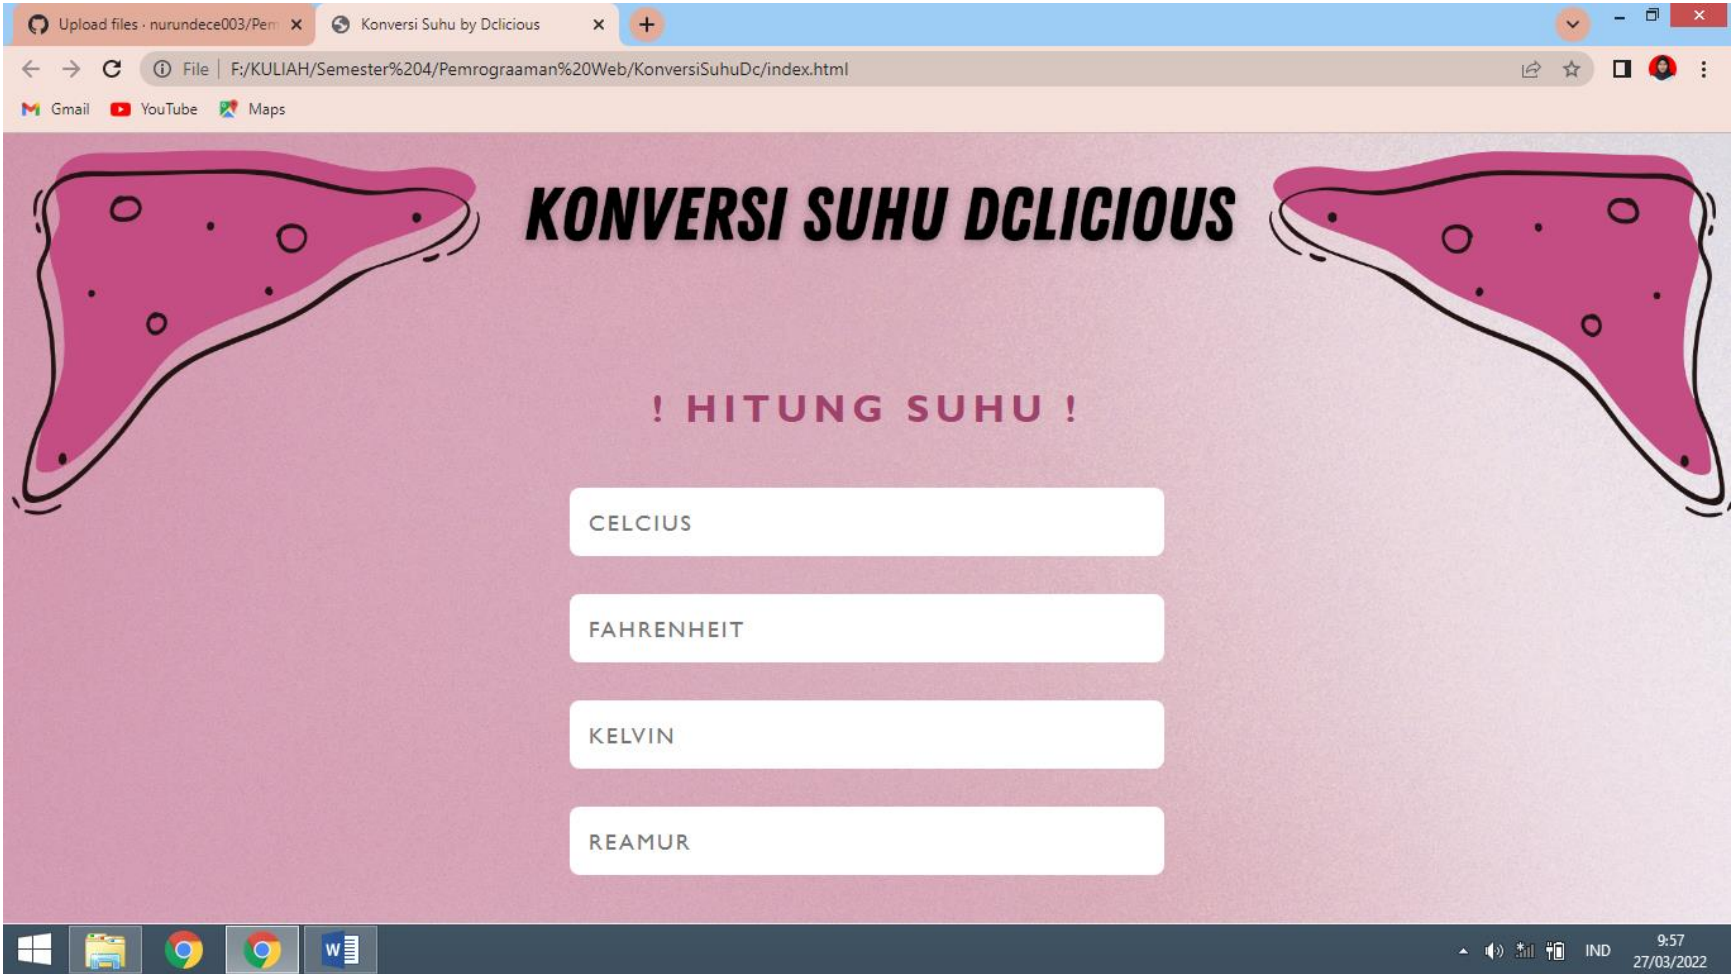 Upload files · nurundece003/Pem
Konversi Suhu by Dclicious
File | F:/KULIAH/Semester%204/Pemrograaman%20Web/KonversiSuhuDc/index.html
Gmail YouTube Maps
KONVERSI SUHU DCLICIOUS
! HITUNG SUHU !
CELCIUS
FAHRENHEIT
KELVIN
REAMUR
IND
9:57
27/03/2022